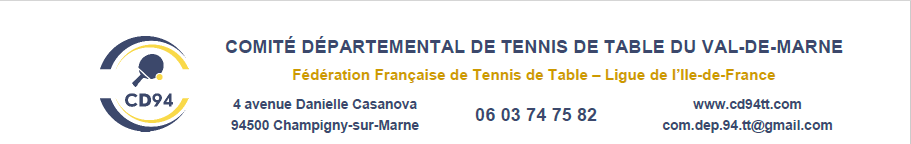 COMITÉ DÉPARTEMENTAL DE TENNIS DE TABLE DU VAL-DE-MARNE
Fédération Française de Tennis de Table – Ligue de l'Ile-de-France
CD94
4 avenue Danielle Casanova
94500 Champigny-sur-Marne
06 03 74 75 82
www.cd94tt.com
com.dep.94.tt@gmail.com